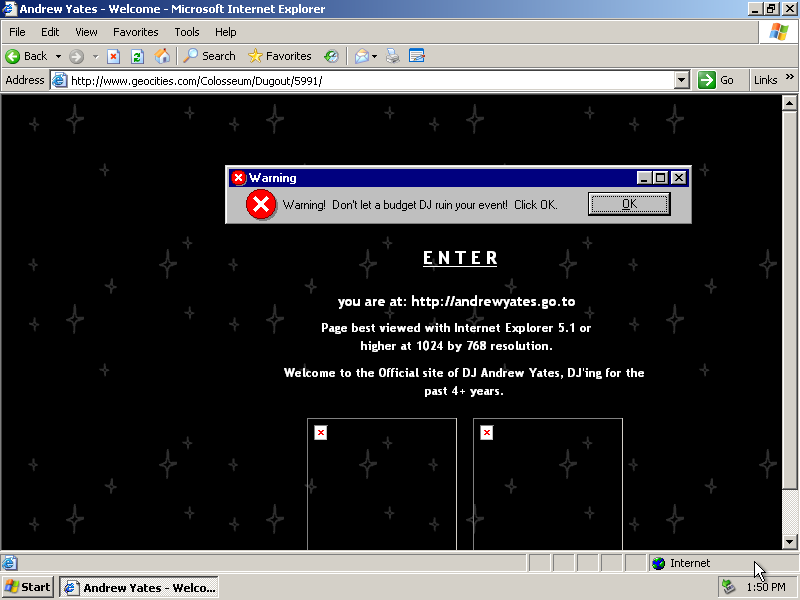 Andrew Yates - Welcome - Microsoft Internet Explorer
File Edit View Favorites Tools Help
Back Search Favorites
Address http://www.geocities.com/Colosseum/Dugout/5991/ Go Links »
Warning
Warning! Don't let a budget DJ ruin your event! Click OK. OK
ENTER
you are at: http://andrewyates.go.to
Page best viewed with Internet Explorer 5.1 or
higher at 1024 by 768 resolution.
Welcome to the Official site of DJ Andrew Yates, DJ'ing for the
past 4+ years.
Internet
Start Andrew Yates - Welco... 1:50 PM